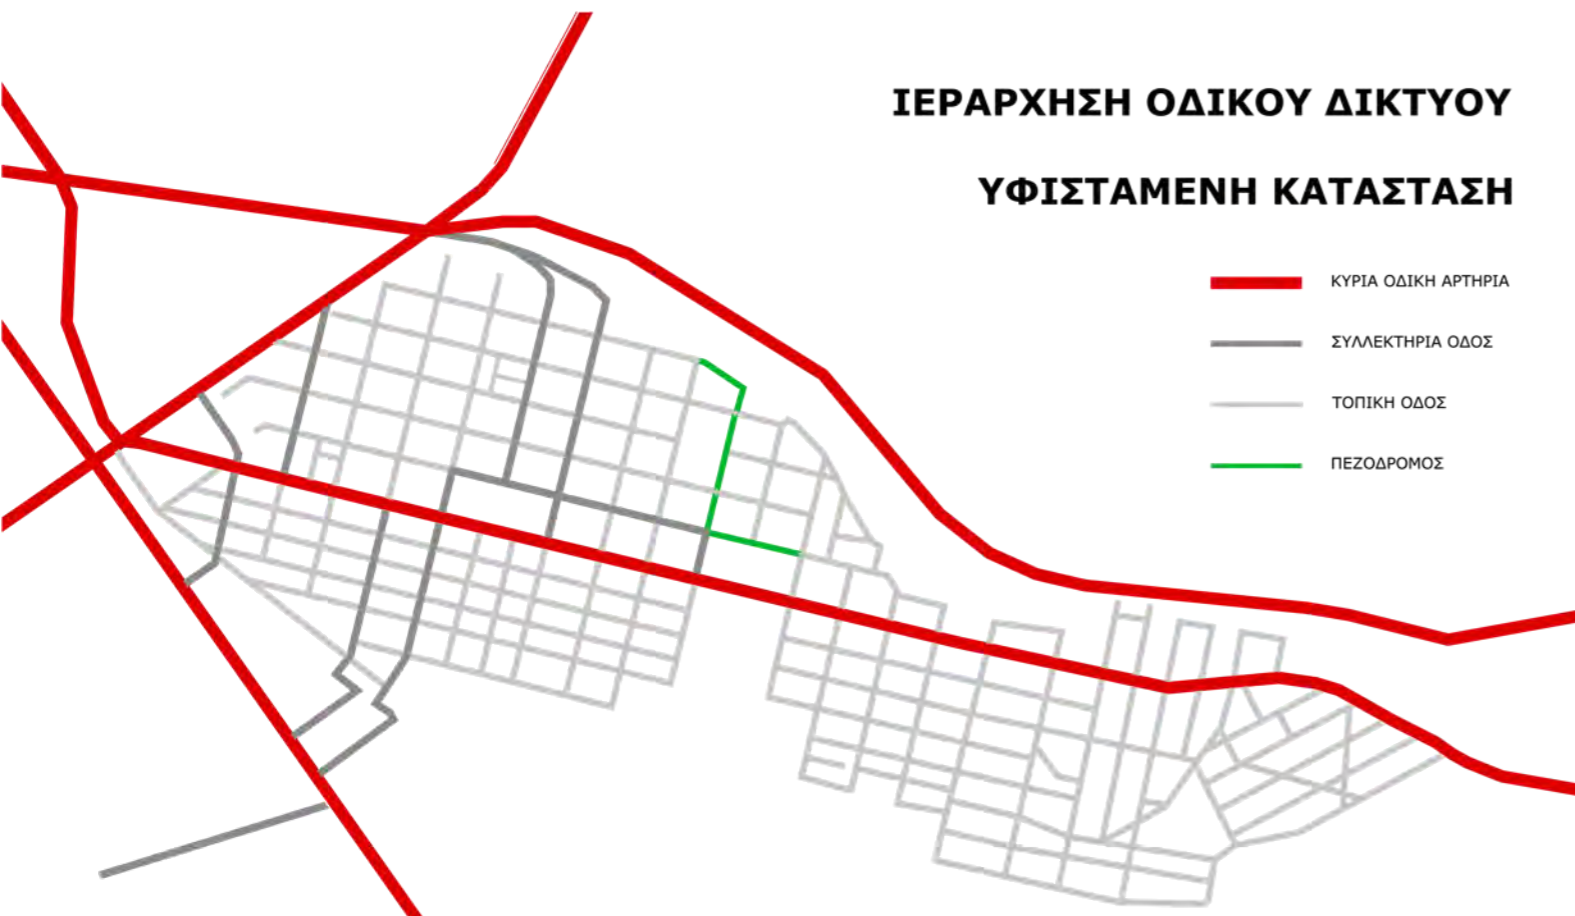 ΙΕΡΑΡΧΗΣΗ ΟΔΙΚΟΥ ΔΙΚΤΥΟΥ
ΥΦΙΣΤΑΜΕΝΗ ΚΑΤΑΣΤΑΣΗ
ΚΥΡΙΑ ΟΔΙΚΗ ΑΡΤΗΡΙΑ
ΣΥΛΛΕΚΤΗΡΙΑ ΟΔΟΣ
ΤΟΠΙΚΗ ΟΔΟΣ
ΠΕΖΟΔΡΟΜΟΣ